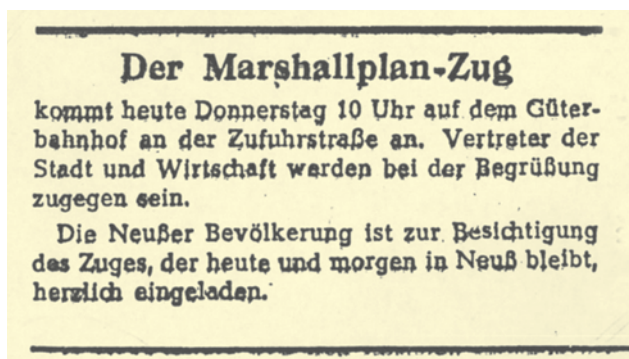 Der Marshallplan-Zug
kommt heute Donnerstag 10 Uhr auf dem Güter-
bahnhof an der Zufuhrstraße an. Vertreter der
Stadt und Wirtschaft werden bei der Begrüßung
zugegen sein.
Die Neußer Bevölkerung ist zur Besichtigung
des Zuges, der heute und morgen in Neuß bleibt,
herzlich eingeladen.